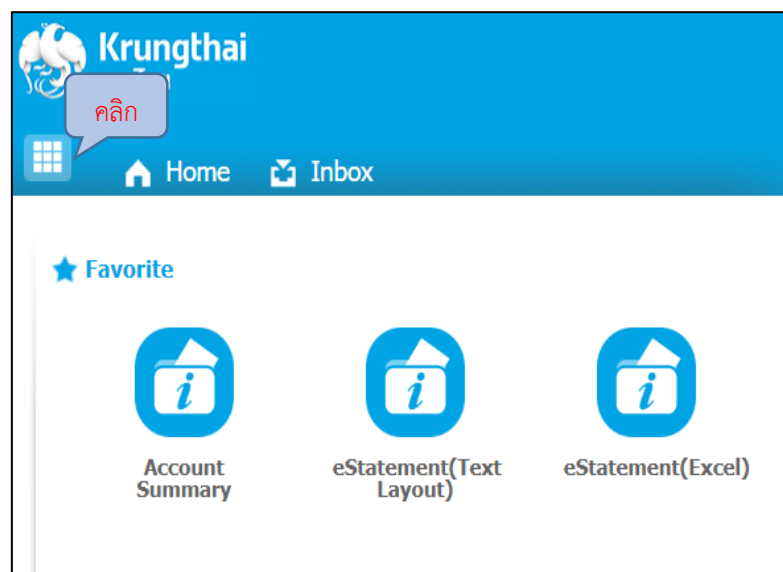 Krungthai
คลิก
Home
Inbox
Favorite
Account
Summary
eStatement(Text
Layout)
eStatement(Excel)